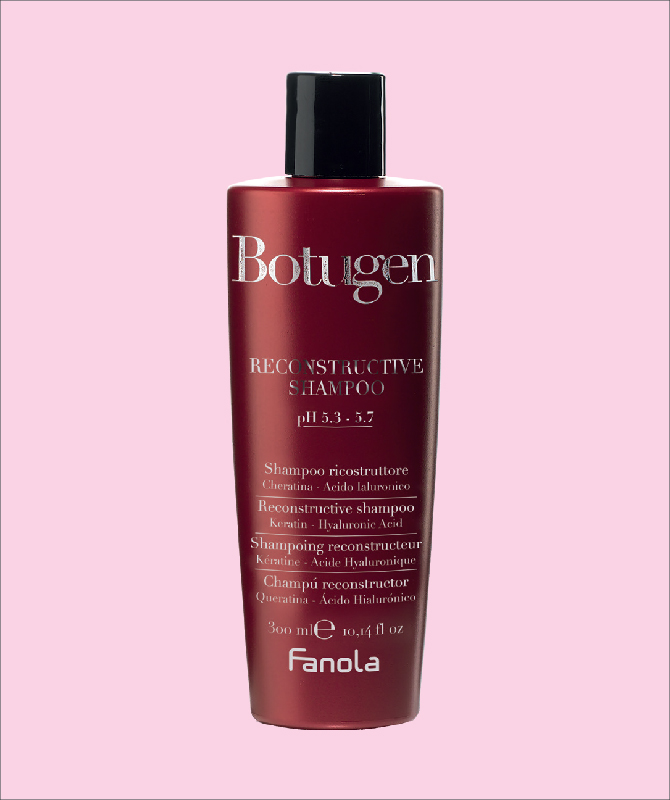 Botugen
RECONSTRUCTIVE
SHAMPOO
pH 5.3 - 5.7
Shampoo ricostruttore
Cheratina - Acido Ialuronico
Reconstructive shampoo
Keratin - Hyaluronic Acid
Shampoing reconstructeur
Kératine - Acide Hyaluronique
Champú reconstructor
Queratina - Ácido Hialurónico
300 ml e 10,14 fl oz
Fanola